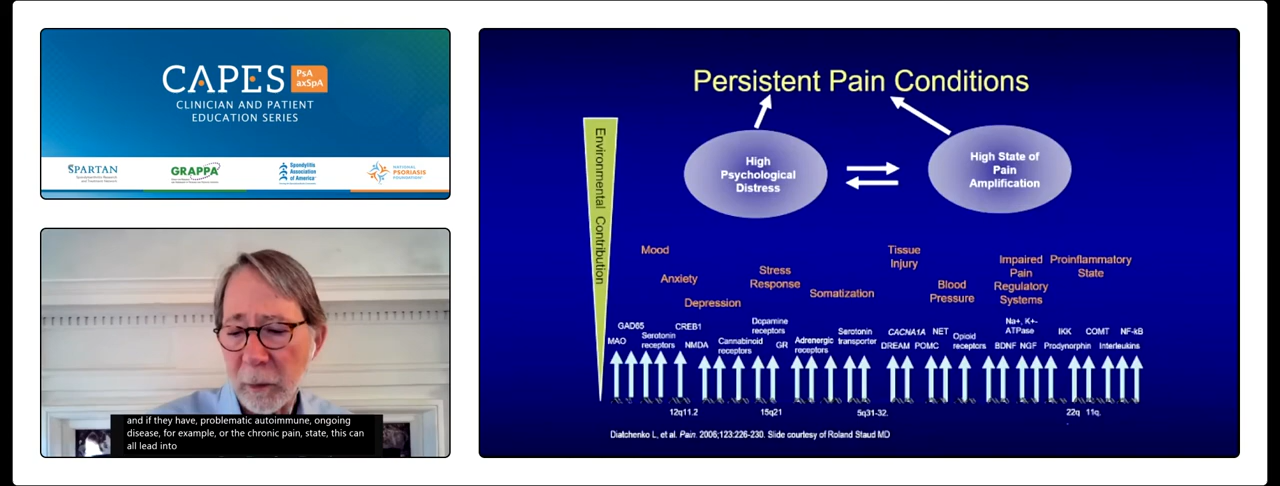 CAPES
PsA
axSpA
CLINICIAN AND PATIENT
EDUCATION SERIES
SPARTAN
GRAPPA
Spondylitis
Association
of America
NATIONAL
PSORIASIS
FOUNDATION
and if they have, problematic autoimmune, ongoing
disease, for example, or the chronic pain, state, this can
all lead into
Persistent Pain Conditions
Environmental Contribution
High
Psychological
Distress
High State of
Pain
Amplification
Mood
Anxiety
Depression
Stress
Response
Somatization
Tissue
Injury
Blood
Pressure
Impaired
Pain
Regulatory
Systems
Proinflammatory
State
MAO
GAD65
Serotonin
receptors
CREB1
NMDA
Cannabinoid
receptors
Dopamine
receptors
GR
Adrenergic
receptors
Serotonin
transporter
CACNA1A
DREAM
POMC
NET
Opioid
receptors
BDNF
NGF
Na+, K+-
ATPase
Prodynorphin
IKK
COMT
Interleukins
NF-kB
12q11.2
15q21
5q31-32.
22q
11q.
Diatchenko L, et al. Pain. 2006;123:226-230. Slide courtesy of Roland Staud MD